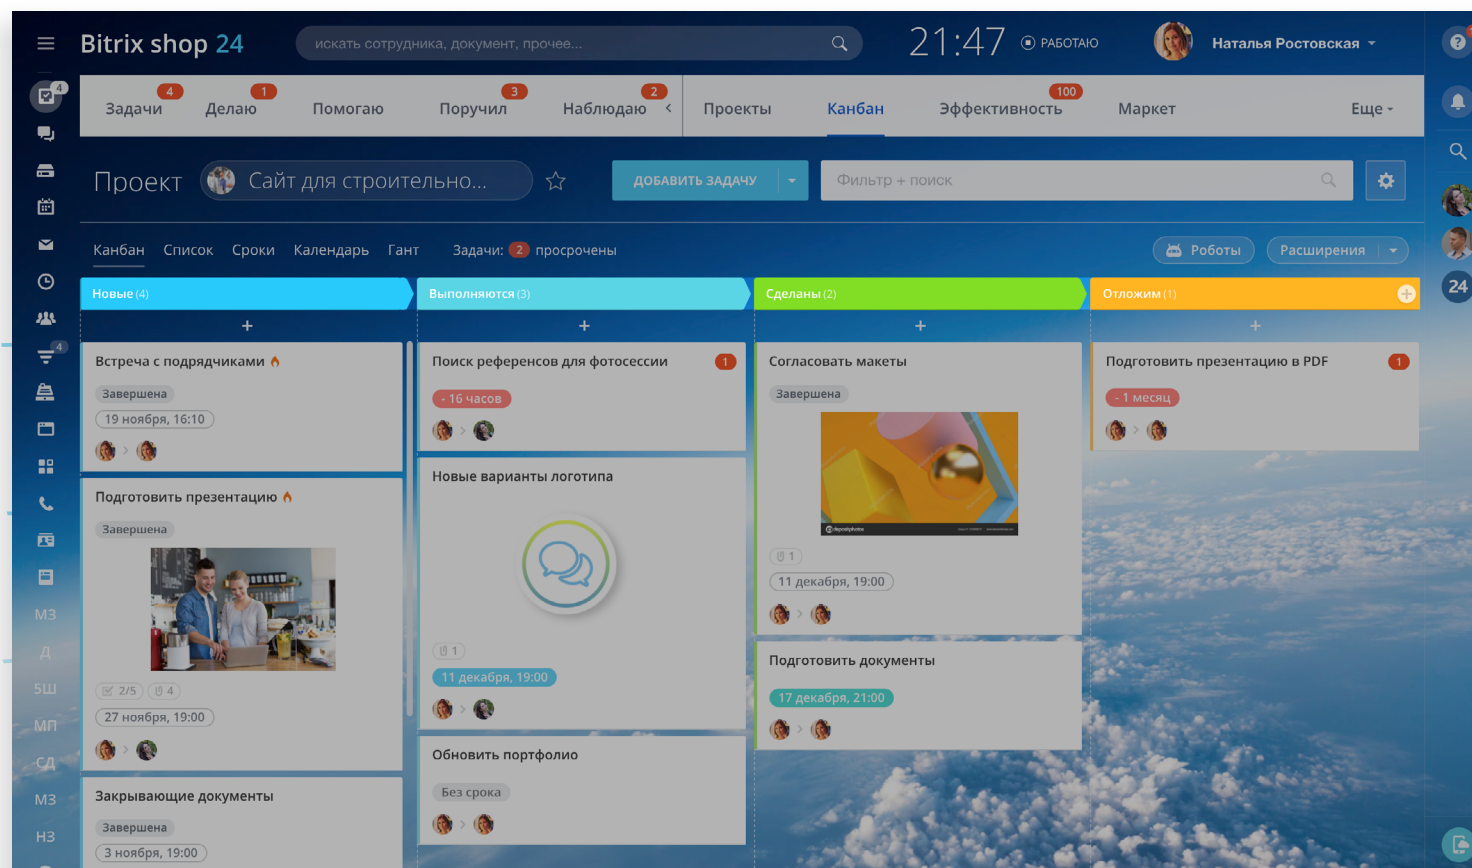 Bitrix shop 24
искать сотрудника, документ, прочее...
21:47
РАБОТАЮ
Наталья Ростовская
?
4
Задачи 4
Делаю 1
Помогаю
Поручил 3
Наблюдаю 2
Проекты
Канбан
Эффективность 100
Маркет
Еще
Проект
Сайт для строительно...
ДОБАВИТЬ ЗАДАЧУ
Фильтр + поиск
Канбан Список Сроки Календарь Гант
Задачи: 2 просрочены
Роботы
Расширения
24
4
МЗ
Д
5Ш
МП
СД
МЗ
НЗ
Новые (4)
+
Встреча с подрядчиками
Завершена
19 ноября, 16:10
Подготовить презентацию
Завершена
2/5 4
27 ноября, 19:00
Закрывающие документы
Завершена
3 ноября, 19:00
Выполняются (3)
+
Поиск референсов для фотосессии 1
- 16 часов
Новые варианты логотипа
1
11 декабря, 19:00
Обновить портфолио
Без срока
Сделаны (2)
+
Согласовать макеты
Завершена
depositphotos
1
11 декабря, 19:00
Подготовить документы
17 декабря, 21:00
Отложим (1)
+
+
Подготовить презентацию в PDF 1
- 1 месяц